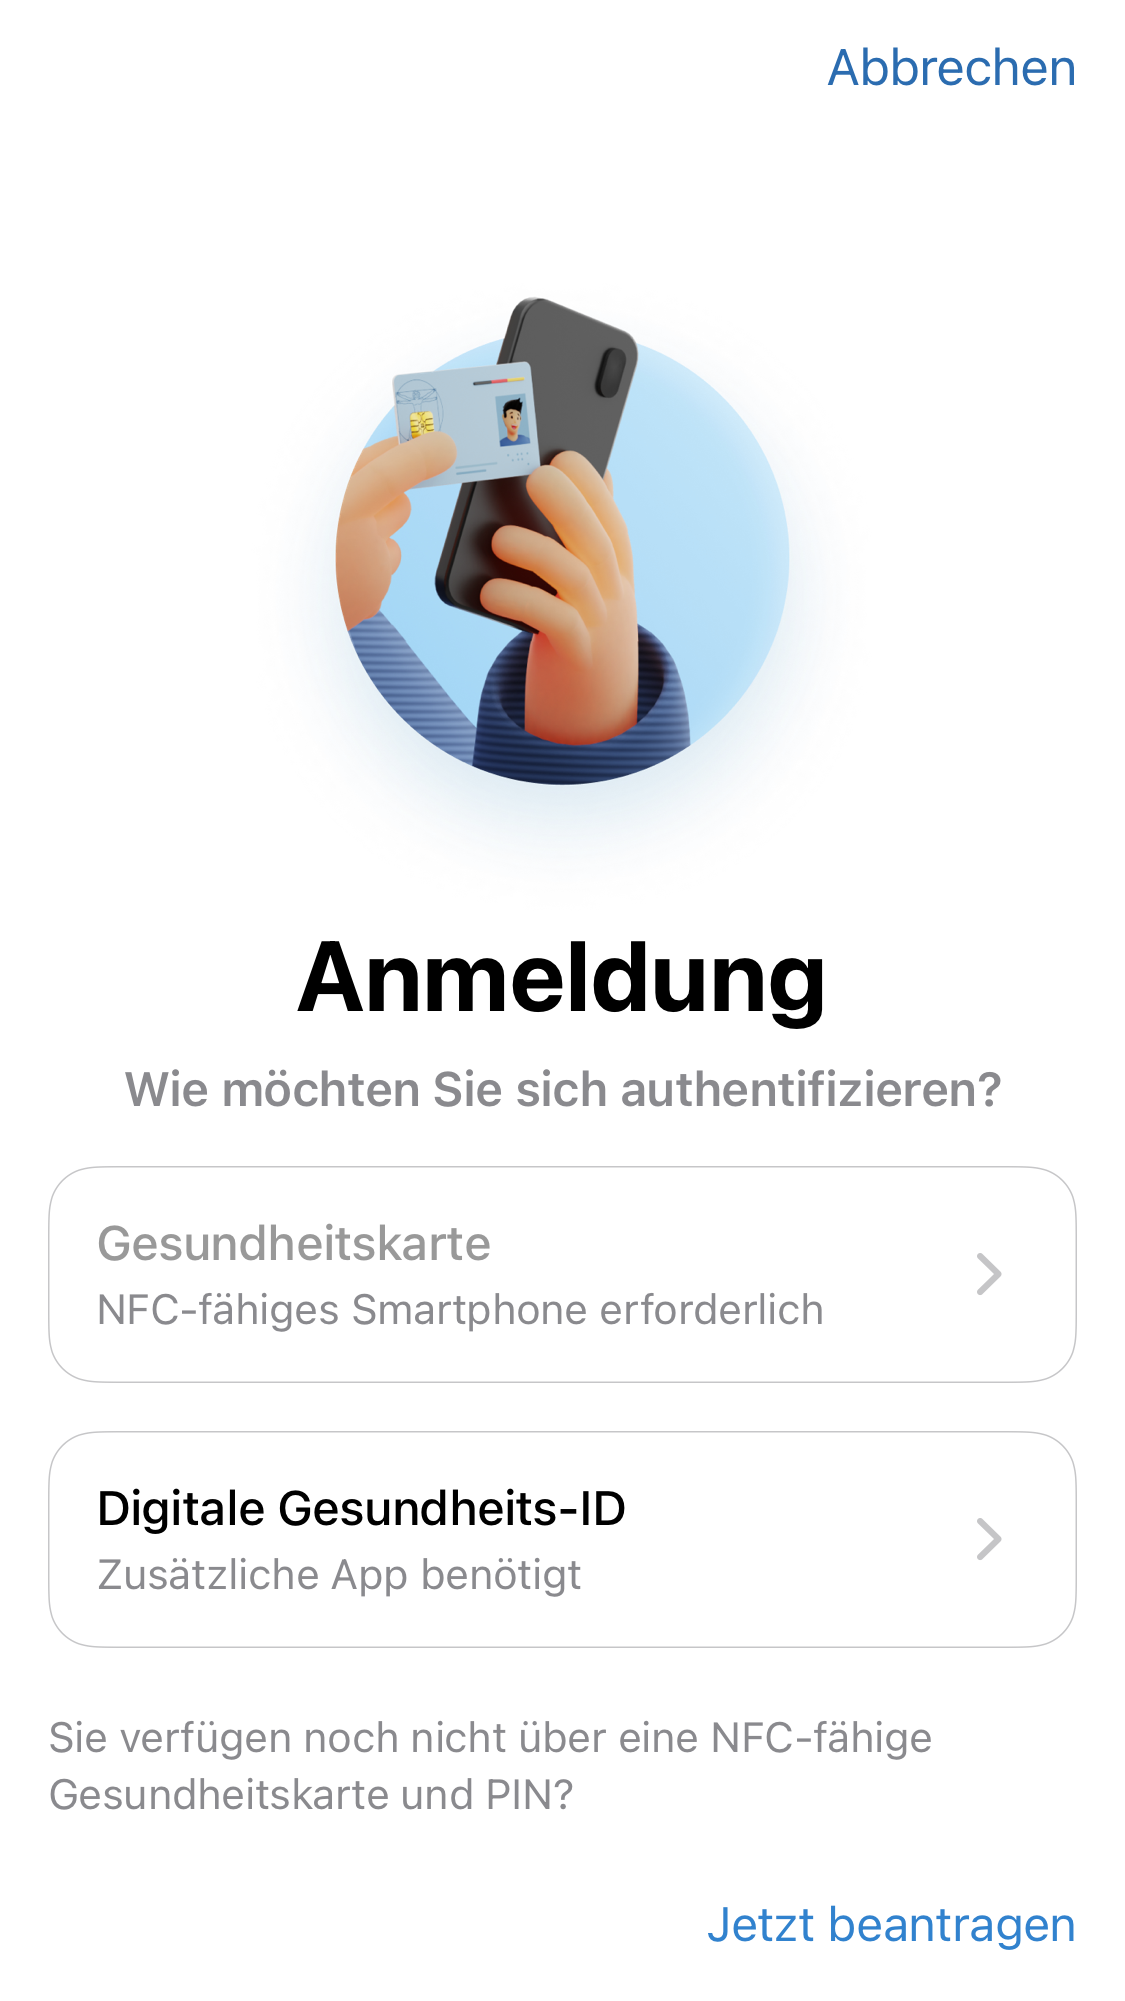 Abbrechen
Anmeldung
Wie möchten Sie sich authentifizieren?
Gesundheitskarte
NFC-fähiges Smartphone erforderlich
Digitale Gesundheits-ID
Zusätzliche App benötigt
Sie verfügen noch nicht über eine NFC-fähige
Gesundheitskarte und PIN?
Jetzt beantragen